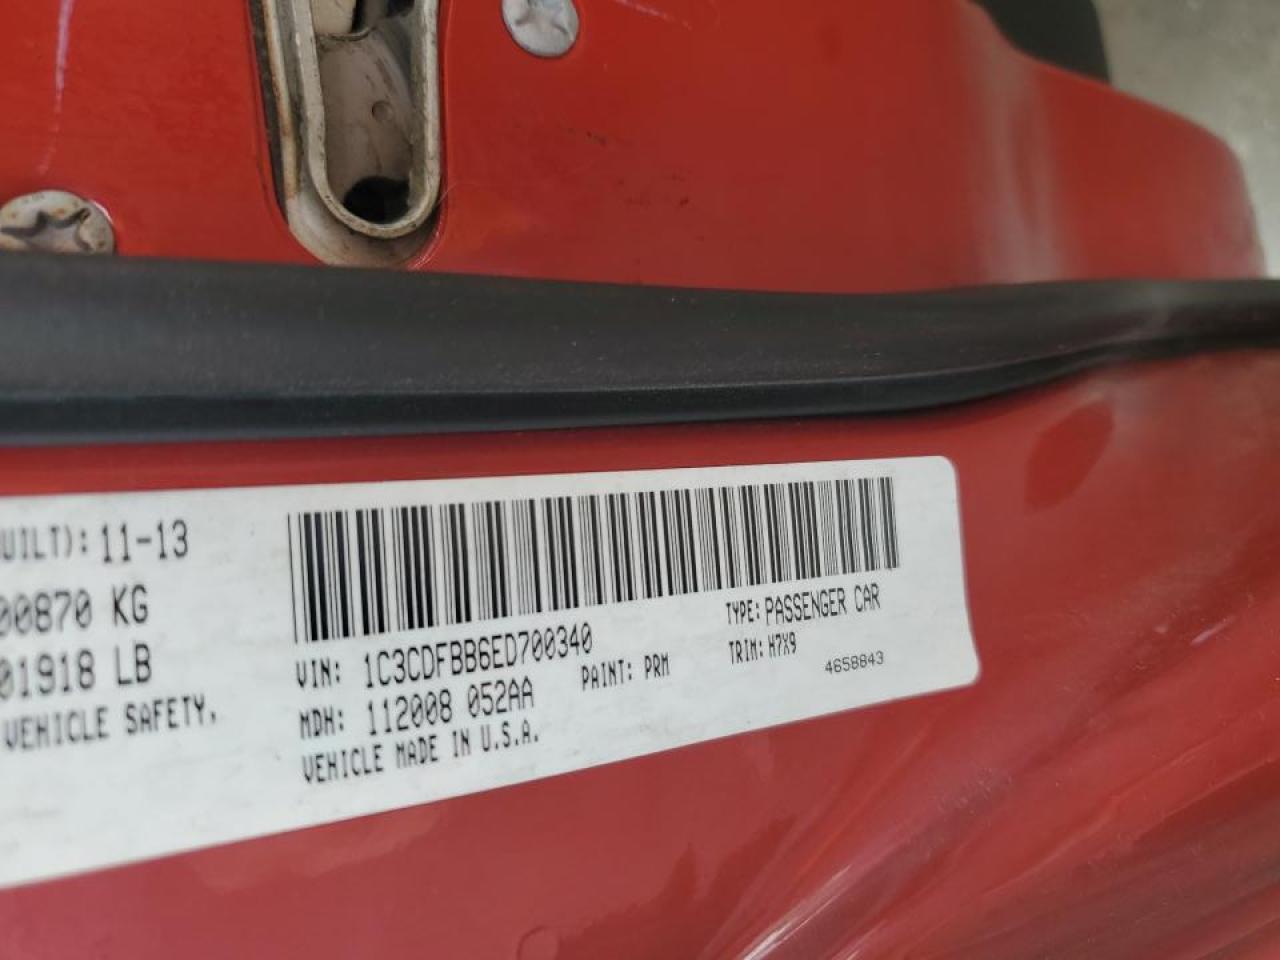 UILT): 11-13
00870 KG
01918 LB
VEHICLE SAFETY,
VIN: 1C3CDFBB6ED700340
TYPE: PASSENGER CAR
MDH: 112008 052AA
PAINT: PRM
TRIM: H7X9
VEHICLE MADE IN U.S.A.
4658843